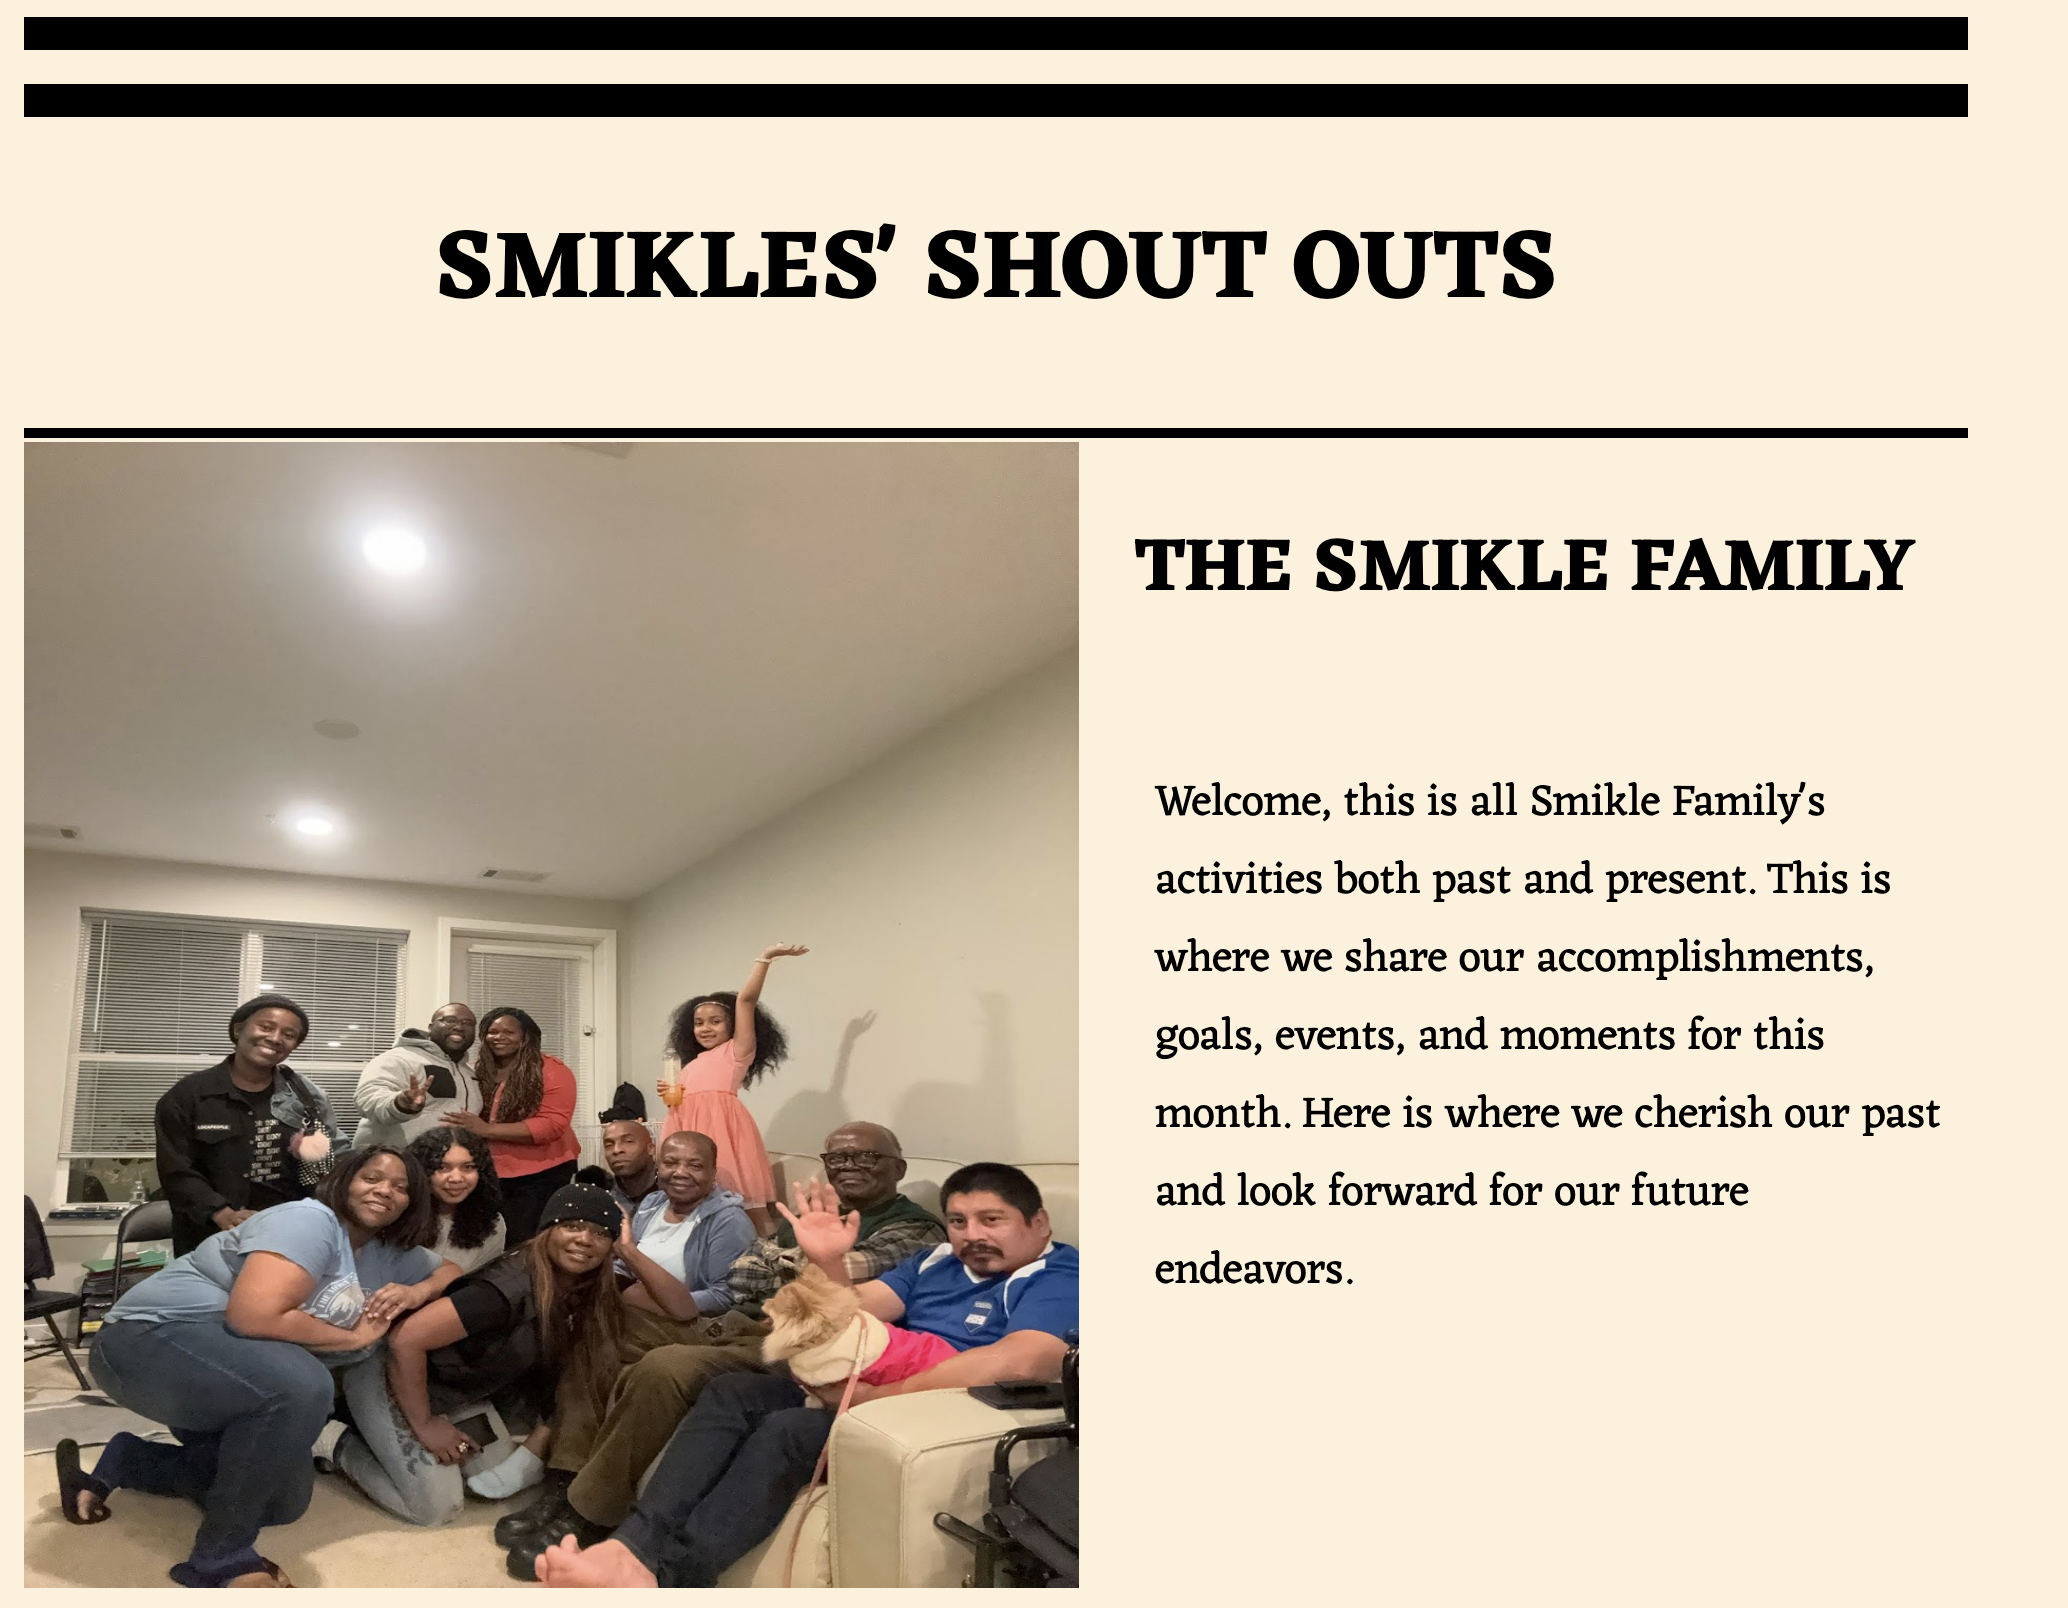 SMIKLES' SHOUT OUTS
THE SMIKLE FAMILY
Welcome, this is all Smikle Family's
activities both past and present. This is
where we share our accomplishments,
goals, events, and moments for this
month. Here is where we cherish our past
and look forward for our future
endeavors.